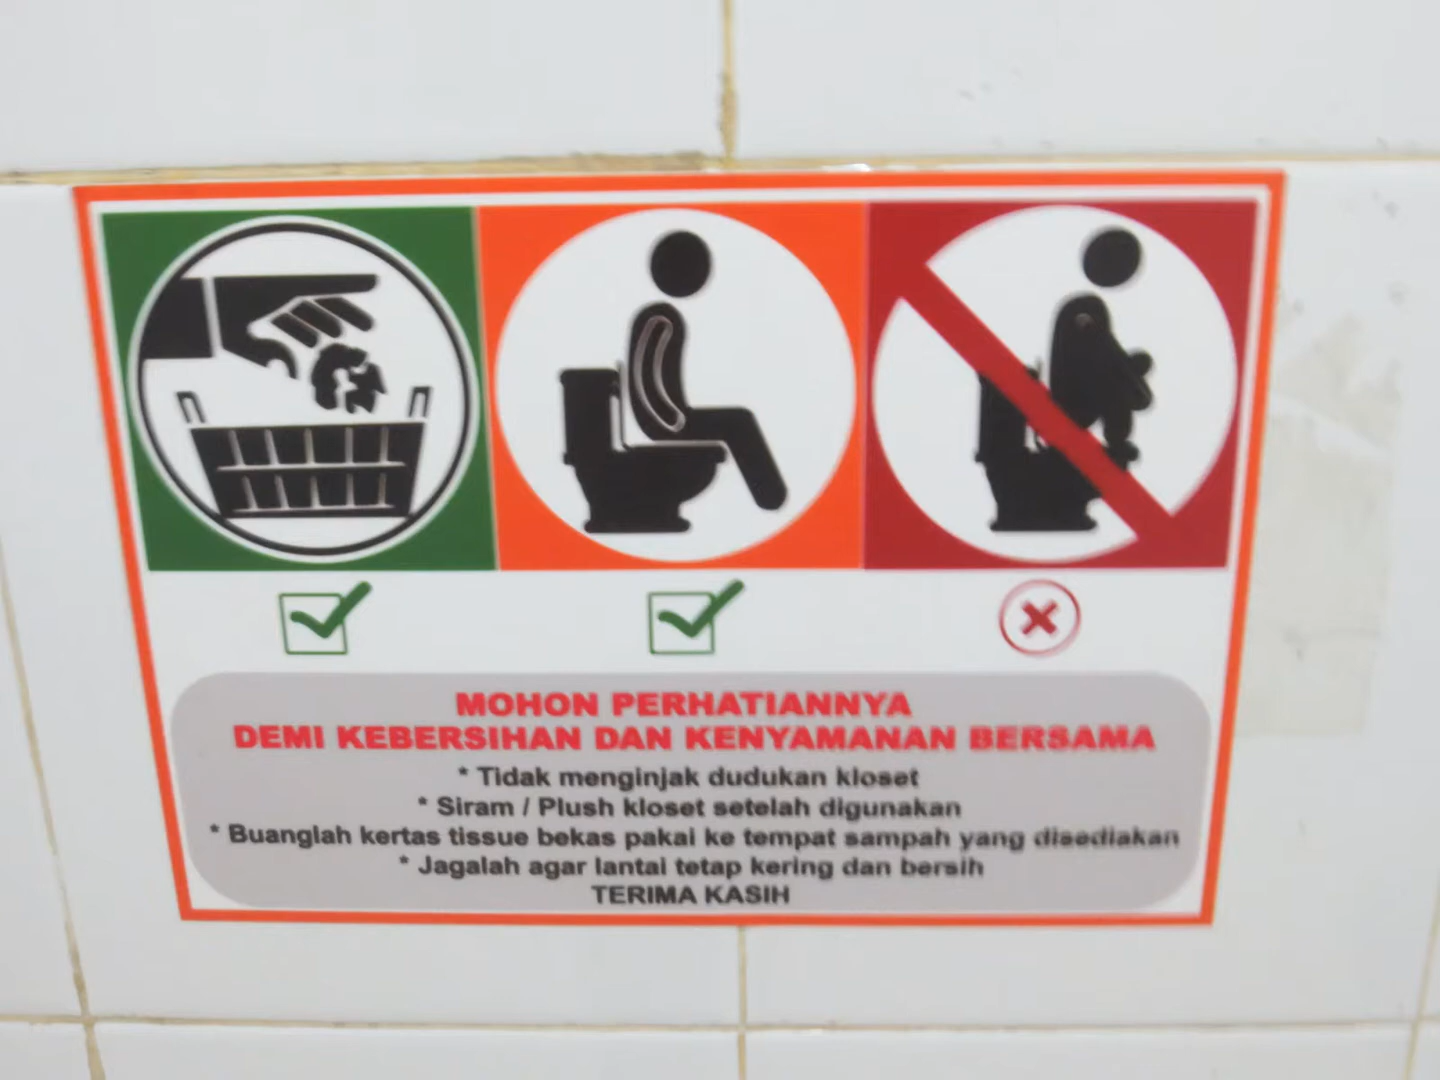 MOHON PERHATIANNYA
DEMI KEBERSIHAN DAN KENYAMANAN BERSAMA
* Tidak menginjak dudukan kloset
* Siram / Plush kloset setelah digunakan
* Buanglah kertas tissue bekas pakai ke tempat sampah yang disediakan
* Jagalah agar lantai tetap kering dan bersih
TERIMA KASIH